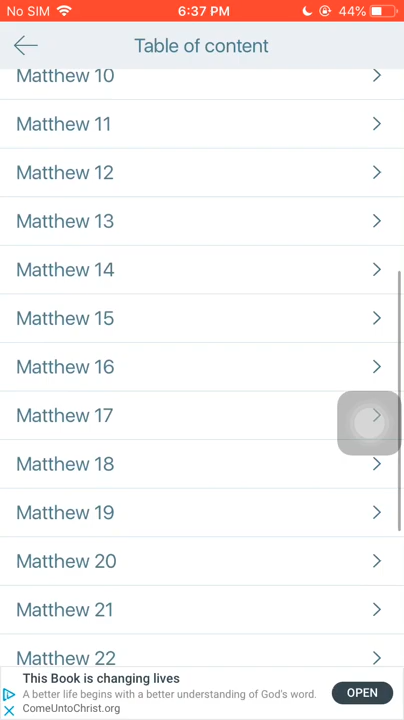 No SIM 6:37 PM 44%
Table of content
Matthew 10
Matthew 11
Matthew 12
Matthew 13
Matthew 14
Matthew 15
Matthew 16
Matthew 17
Matthew 18
Matthew 19
Matthew 20
Matthew 21
Matthew 22
This Book is changing lives
A better life begins with a better understanding of God's word.
ComeUntoChrist.org
OPEN